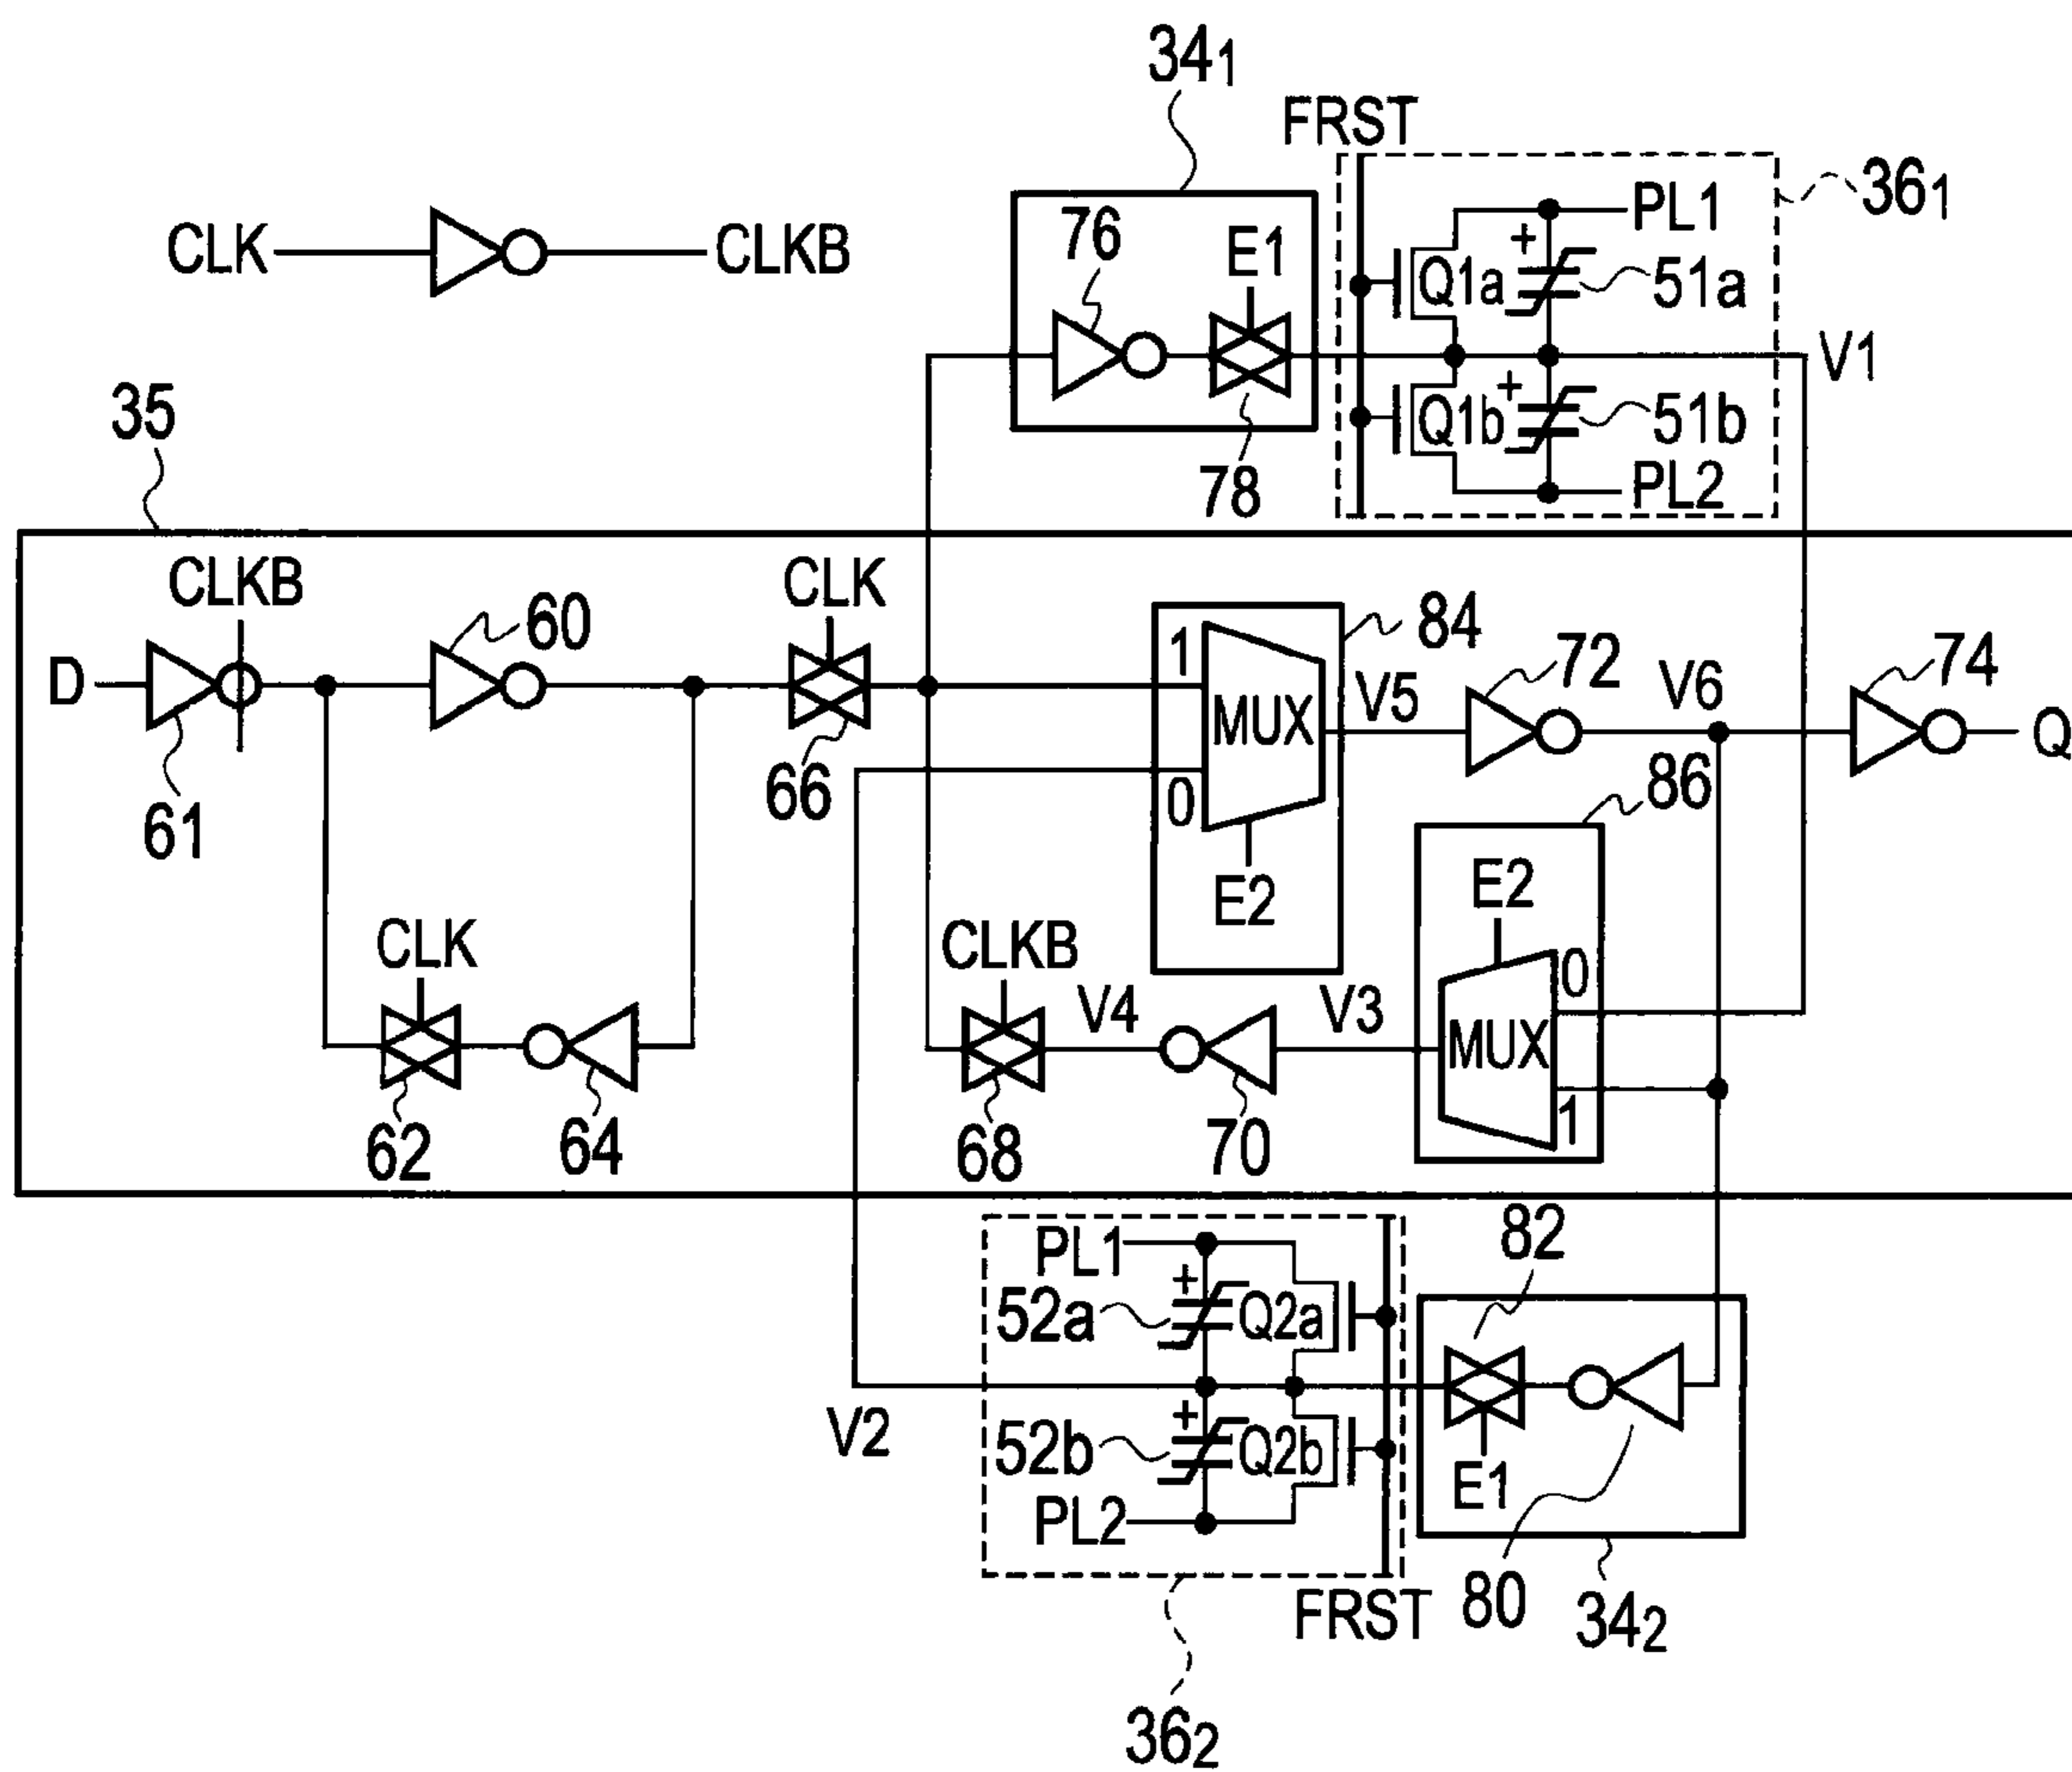 34₁
FRST
36₁
PL1
76
E1
+
Q1a
51a
CLK
CLKB
V1
+
Q1b
51b
78
PL2
35
CLKB
60
CLK
84
1
72
V6
74
D
MUX
V5
Q
61
66
0
86
E2
E2
CLK
CLKB
0
V4
V3
MUX
1
62
64
68
70
PL1
82
+
52a
Q2a
V2
+
52b
Q2b
E1
PL2
FRST
80
34₂
36₂